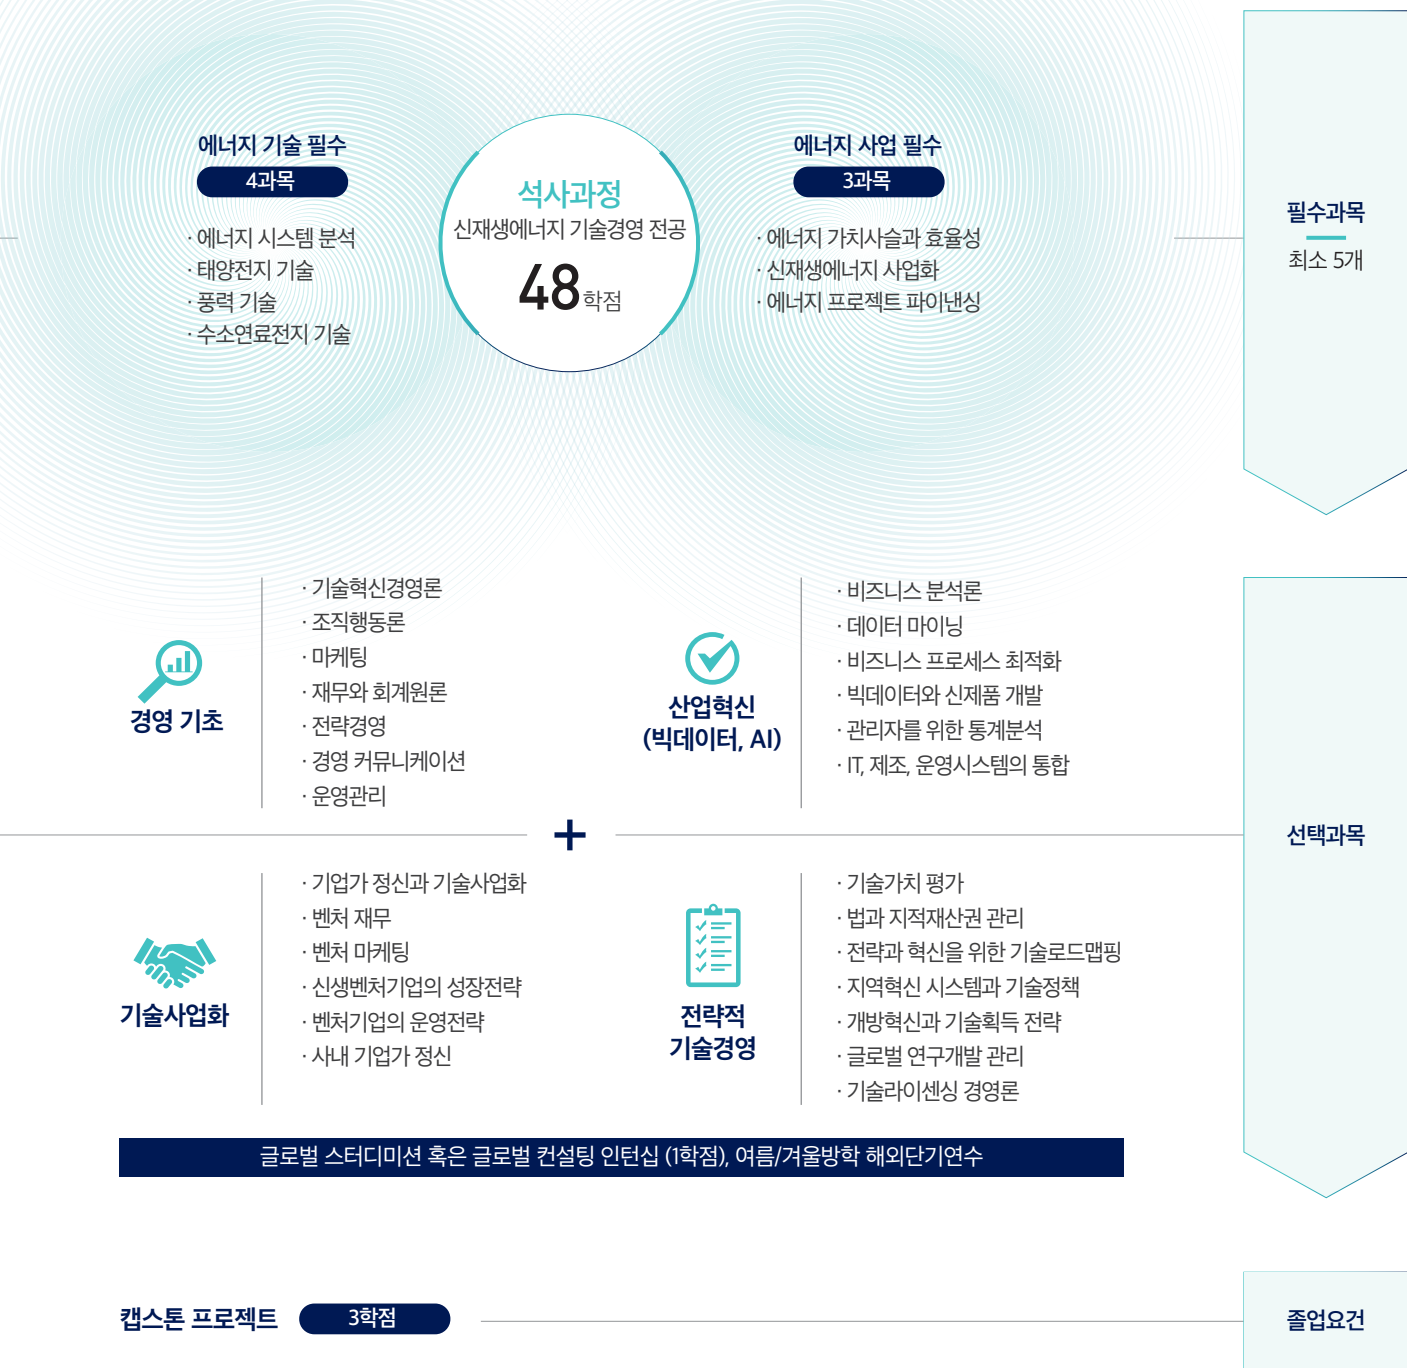 에너지 기술 필수
4과목
· 에너지 시스템 분석
· 태양전지 기술
· 풍력 기술
· 수소연료전지 기술
석사과정
신재생에너지 기술경영 전공
48학점
에너지 사업 필수
3과목
· 에너지 가치사슬과 효율성
· 신재생에너지 사업화
· 에너지 프로젝트 파이낸싱
필수과목
최소 5개
경영 기초
· 기술혁신경영론
· 조직행동론
· 마케팅
· 재무와 회계원론
· 전략경영
· 경영 커뮤니케이션
· 운영관리
산업혁신
(빅데이터, AI)
· 비즈니스 분석론
· 데이터 마이닝
· 비즈니스 프로세스 최적화
· 빅데이터와 신제품 개발
· 관리자를 위한 통계분석
· IT, 제조, 운영시스템의 통합
+
선택과목
기술사업화
· 기업가 정신과 기술사업화
· 벤처 재무
· 벤처 마케팅
· 신생벤처기업의 성장전략
· 벤처기업의 운영전략
· 사내 기업가 정신
전략적
기술경영
· 기술가치 평가
· 법과 지적재산권 관리
· 전략과 혁신을 위한 기술로드맵핑
· 지역혁신 시스템과 기술정책
· 개방혁신과 기술획득 전략
· 글로벌 연구개발 관리
· 기술라이센싱 경영론
글로벌 스터디미션 혹은 글로벌 컨설팅 인턴십 (1학점), 여름/겨울방학 해외단기연수
캡스톤 프로젝트
3학점
졸업요건